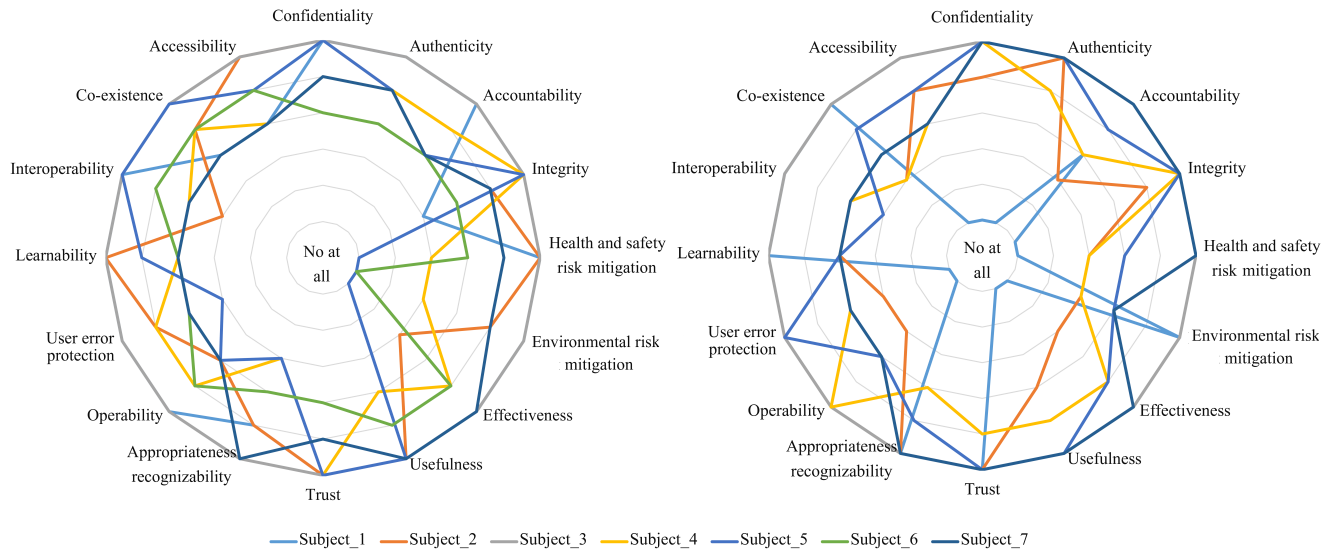 Confidentiality
Authenticity
Accountability
Integrity
Health and safety
risk mitigation
Environmental risk
mitigation
Effectiveness
Usefulness
Trust
Appropriateness
recognizability
Operability
User error
protection
Learnability
Interoperability
Co-existence
Accessibility
No at
all
Confidentiality
Authenticity
Accountability
Integrity
Health and safety
risk mitigation
Environmental risk
mitigation
Effectiveness
Usefulness
Trust
Appropriateness
recognizability
Operability
User error
protection
Learnability
Interoperability
Co-existence
Accessibility
No at
all
Subject_1 Subject_2 Subject_3 Subject_4 Subject_5 Subject_6 Subject_7